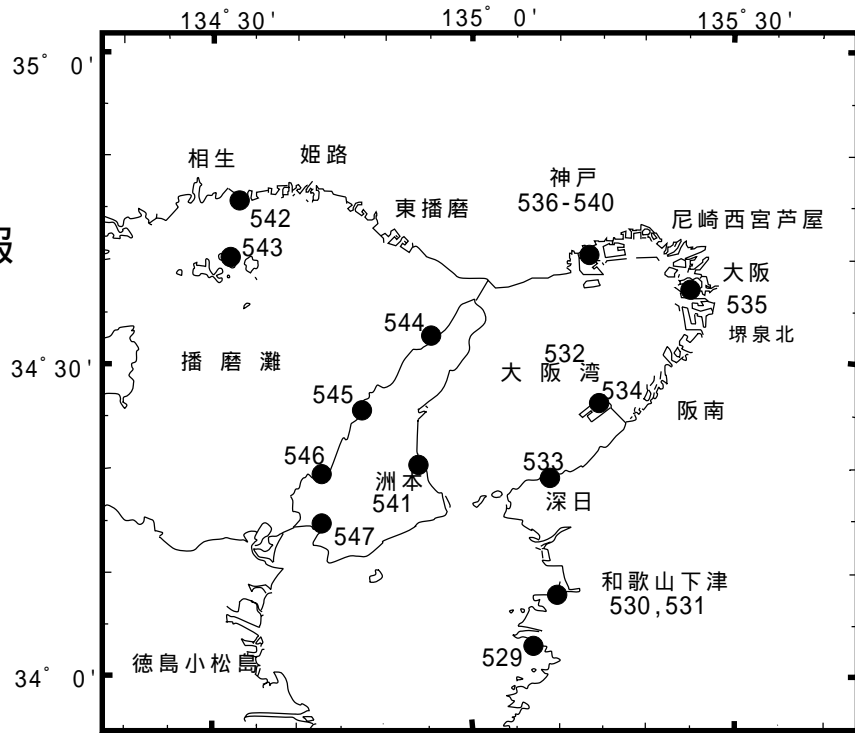 134°30'
135°0'
135°30'
35°0'
相生
姫路
神戸
536-540
東播磨
尼崎西宮芦屋
542
報
543
大阪
535
544
堺泉北
532
34°30'
播磨灘
大阪湾
534
545
阪南
546
533
洲本
541
深日
547
和歌山下津
530,531
529
徳島小松島
34°0'